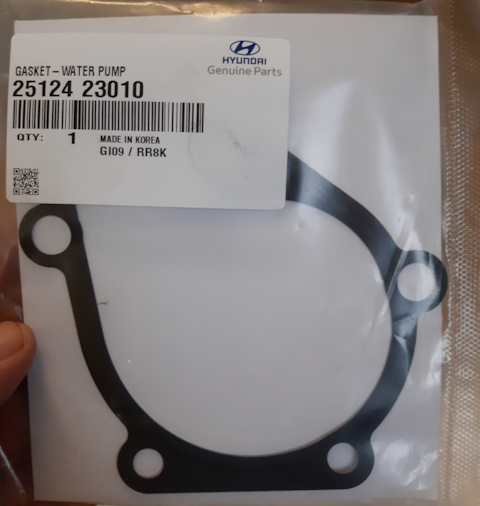 HYUNDAI
Genuine Parts
GASKET-WATER PUMP
25124 23010
QTY: 1 MADE IN KOREA
GI09 / RR8K